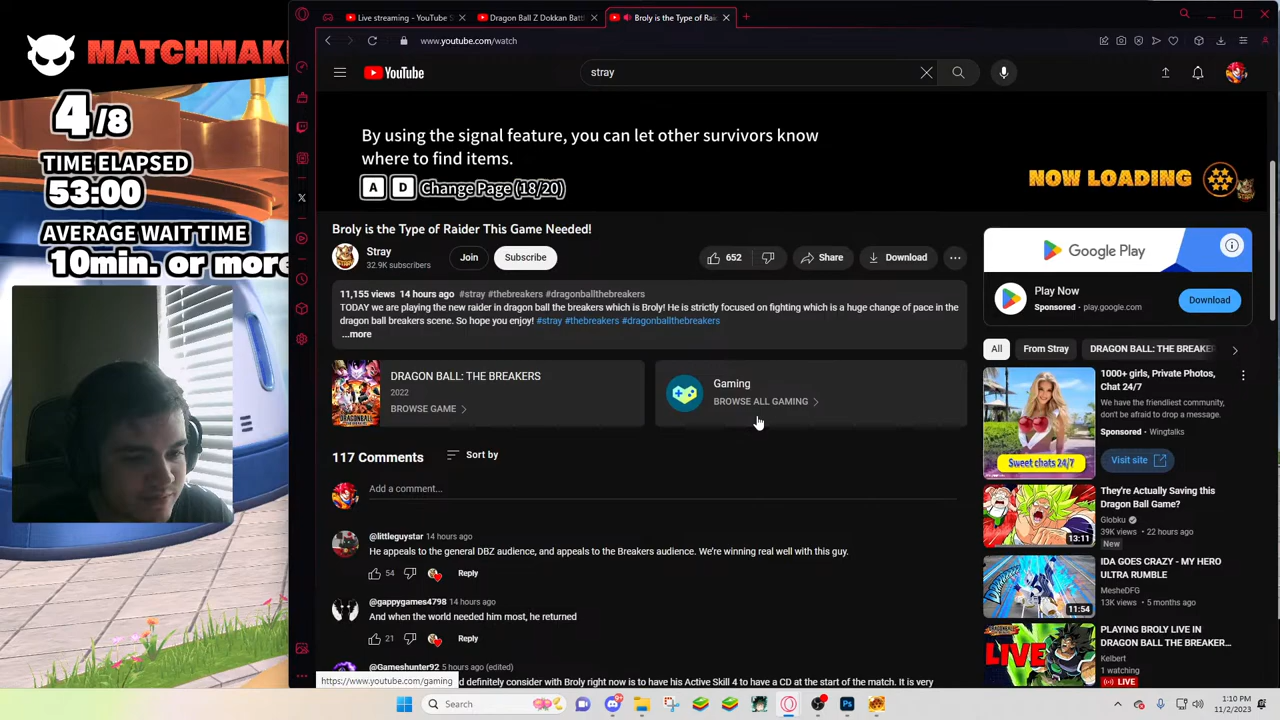 MATCHMAK
4/8
TIME ELAPSED
53:00
AVERAGE WAIT TIME
10min. or more
Live streaming - YouTube S
Dragon Ball Z Dokkan Batt
Broly is the Type of Rai
www.youtube.com/watch
YouTube
stray
By using the signal feature, you can let other survivors know
where to find items.
A D Change Page (18/20)
NOW LOADING
Broly is the Type of Raider This Game Needed!
Stray
32.9K subscribers
Join
Subscribe
652
Share
Download
11,155 views 14 hours ago #stray #thebreakers #dragonballthebreakers
TODAY we are playing the new raider in dragon ball the breakers which is Broly! He is strictly focused on fighting which is a huge change of pace in the
dragon ball breakers scene. So hope you enjoy! #stray #thebreakers #dragonballthebreakers
...more
DRAGON BALL: THE BREAKERS
2022
BROWSE GAME
Gaming
BROWSE ALL GAMING
117 Comments
Sort by
Add a comment...
@littleguystar 14 hours ago
He appeals to the general DBZ audience, and appeals to the Breakers audience. We're winning real well with this guy.
54
Reply
@gappygames4798 14 hours ago
And when the world needed him most, he returned
21
Reply
@Gameshunter92 5 hours ago (edited)
d definitely consider with Broly right now is to have his Active Skill 4 to have a CD at the start of the match. It is very
https://www.youtube.com/gaming
Google Play
Play Now
Sponsored · play.google.com
Download
All
From Stray
DRAGON BALL: THE BREAKER
1000+ girls, Private Photos,
Chat 24/7
We have the friendliest community,
don't be afraid to drop a message.
Sponsored · Wingtalks
Visit site
Sweet chats 24/7
They're Actually Saving this
Dragon Ball Game?
Globku
39K views · 22 hours ago
New
13:11
IDA GOES CRAZY - MY HERO
ULTRA RUMBLE
MesheDFG
13K views · 5 months ago
11:54
PLAYING BROLY LIVE IN
DRAGON BALL THE BREAKER...
Kelbert
1 watching
LIVE
LIVE
Search
1:10 PM
11/2/2023